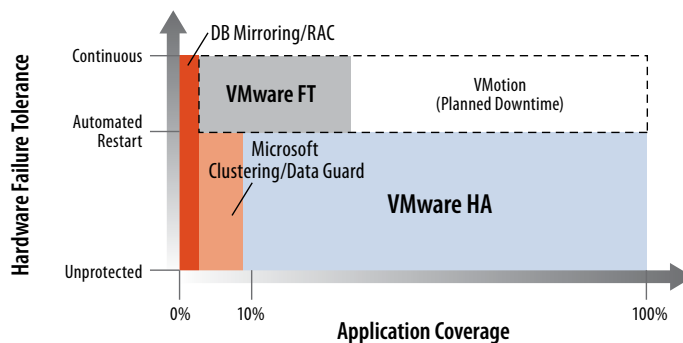 DB Mirroring/RAC
Continuous
VMware FT
VMotion
(Planned Downtime)
Hardware Failure Tolerance
Automated
Restart
Microsoft
Clustering/Data Guard
VMware HA
Unprotected
0%
10%
100%
Application Coverage